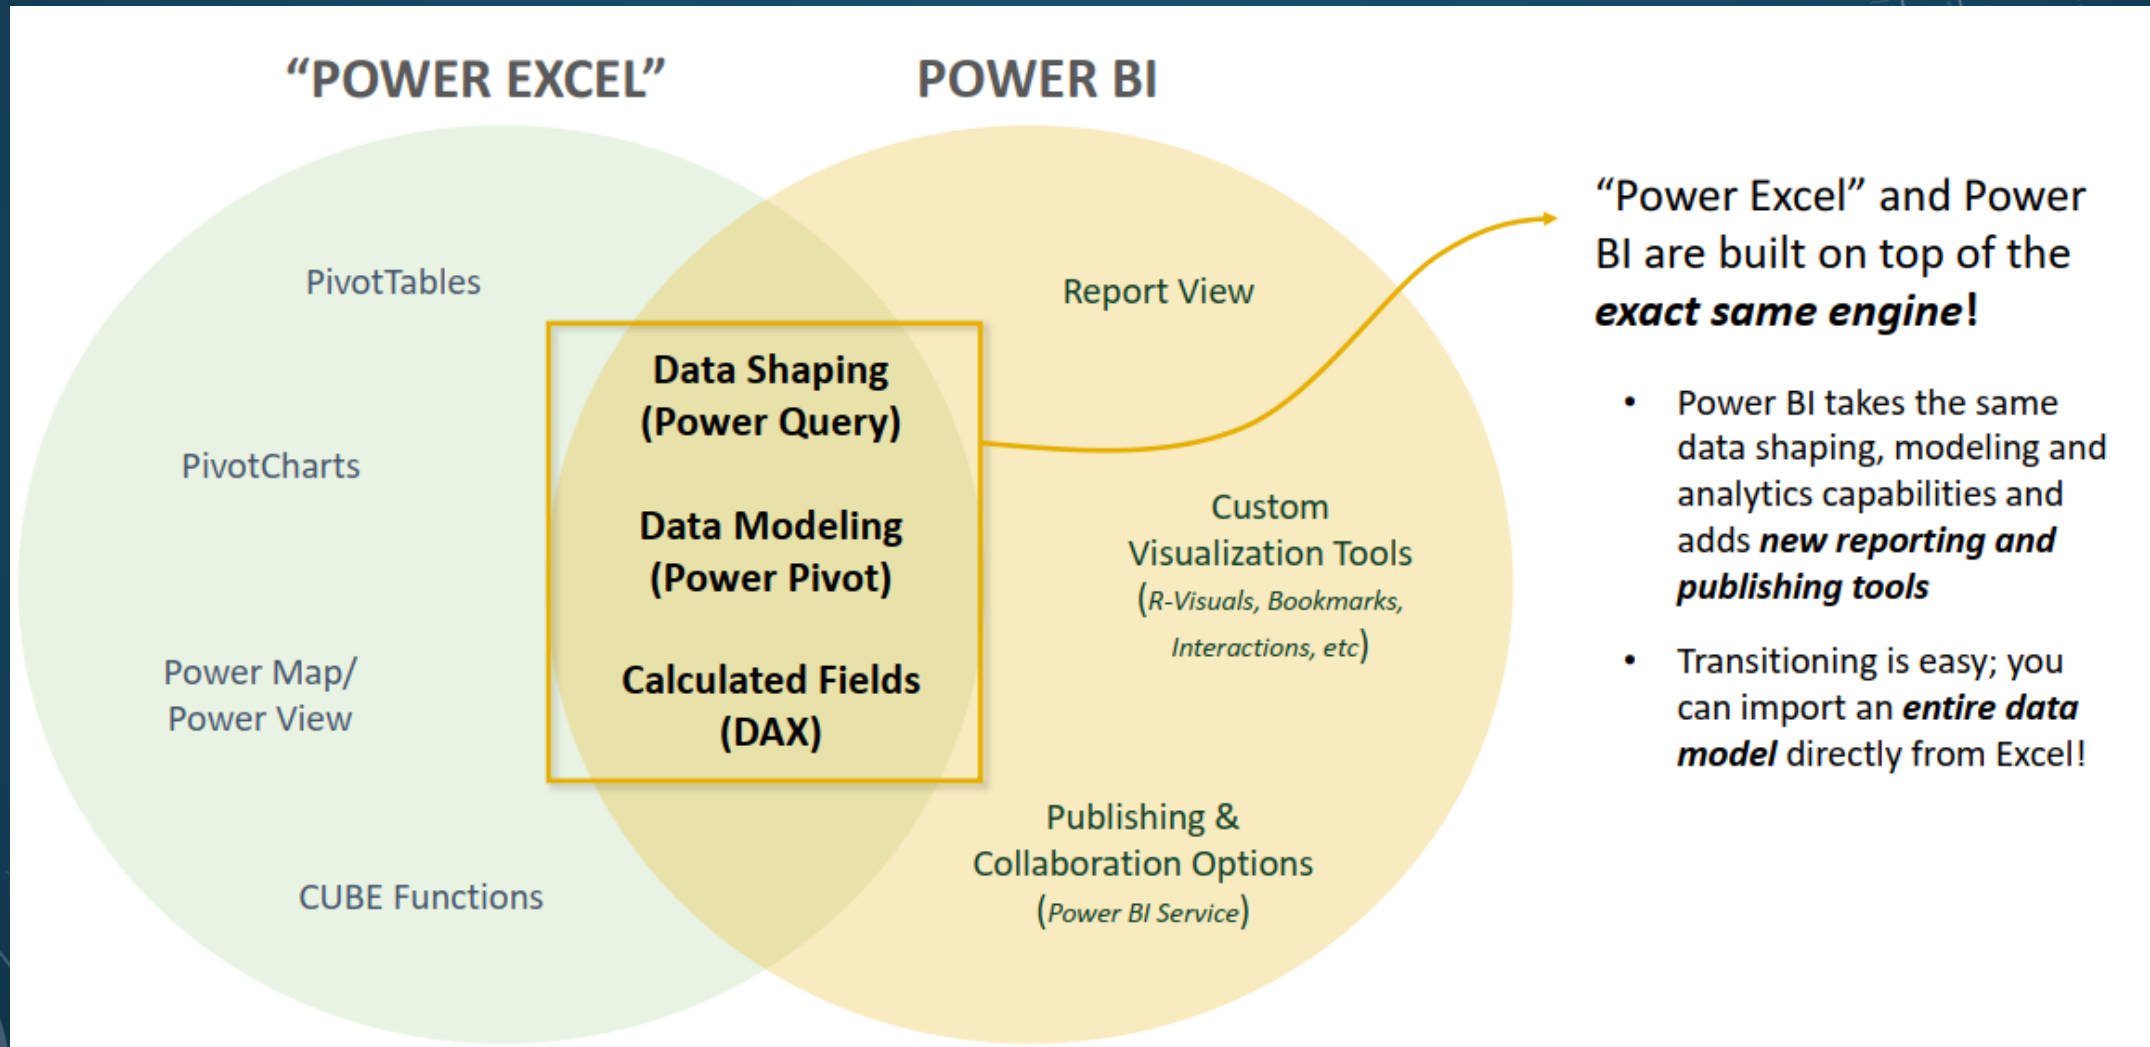 “POWER EXCEL”
POWER BI
PivotTables
PivotCharts
Power Map/
Power View
CUBE Functions
Data Shaping
(Power Query)
Data Modeling
(Power Pivot)
Calculated Fields
(DAX)
Report View
Custom
Visualization Tools
(R-Visuals, Bookmarks,
Interactions, etc)
Publishing &
Collaboration Options
(Power BI Service)
“Power Excel” and Power
BI are built on top of the
exact same engine!
• Power BI takes the same
data shaping, modeling and
analytics capabilities and
adds new reporting and
publishing tools
• Transitioning is easy; you
can import an entire data
model directly from Excel!